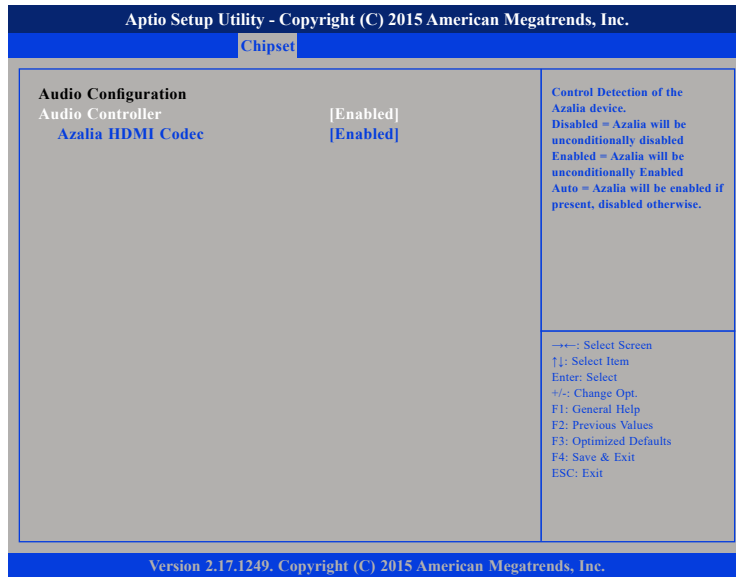 Aptio Setup Utility - Copyright (C) 2015 American Megatrends, Inc.
Chipset
Audio Configuration
Audio Controller [Enabled]
Azalia HDMI Codec [Enabled]
Control Detection of the
Azalia device.
Disabled = Azalia will be
unconditionally disabled
Enabled = Azalia will be
unconditionally Enabled
Auto = Azalia will be enabled if
present, disabled otherwise.
→←: Select Screen
↑↓: Select Item
Enter: Select
+/-: Change Opt.
F1: General Help
F2: Previous Values
F3: Optimized Defaults
F4: Save & Exit
ESC: Exit
Version 2.17.1249. Copyright (C) 2015 American Megatrends, Inc.